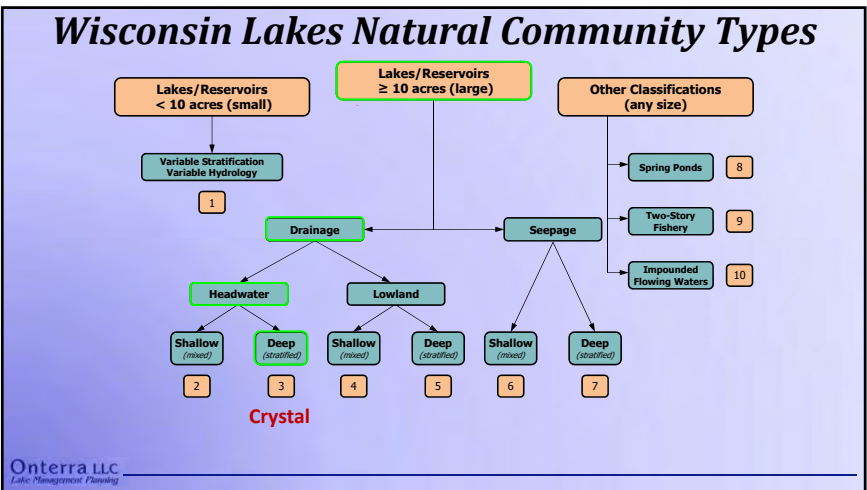 Wisconsin Lakes Natural Community Types
Lakes/Reservoirs
< 10 acres (small)
Lakes/Reservoirs
≥ 10 acres (large)
Other Classifications
(any size)
Variable Stratification
Variable Hydrology
1
Spring Ponds
8
Two-Story
Fishery
9
Impounded
Flowing Waters
10
Drainage
Seepage
Headwater
Lowland
Shallow
(mixed)
Deep
(stratified)
Shallow
(mixed)
Deep
(stratified)
Shallow
(mixed)
Deep
(stratified)
2
3
4
5
6
7
Crystal
Onterra LLC
Lake Management Planning